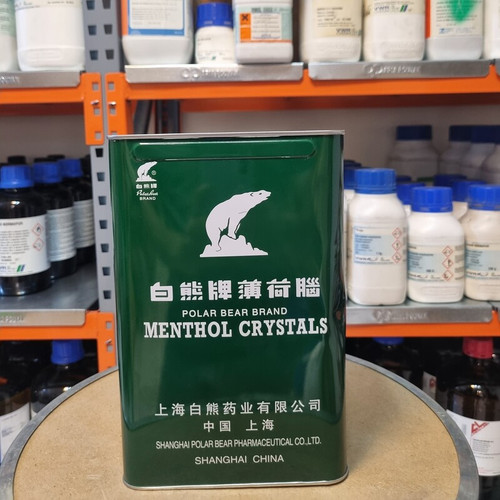 白熊牌
Polar Bear
BRAND
白熊牌薄荷腦
POLAR BEAR BRAND
MENTHOL CRYSTALS
上海白熊药业有限公司
中国 上海
SHANGHAI POLAR BEAR PHARMACEUTICAL CO.,LTD.
SHANGHAI CHINA